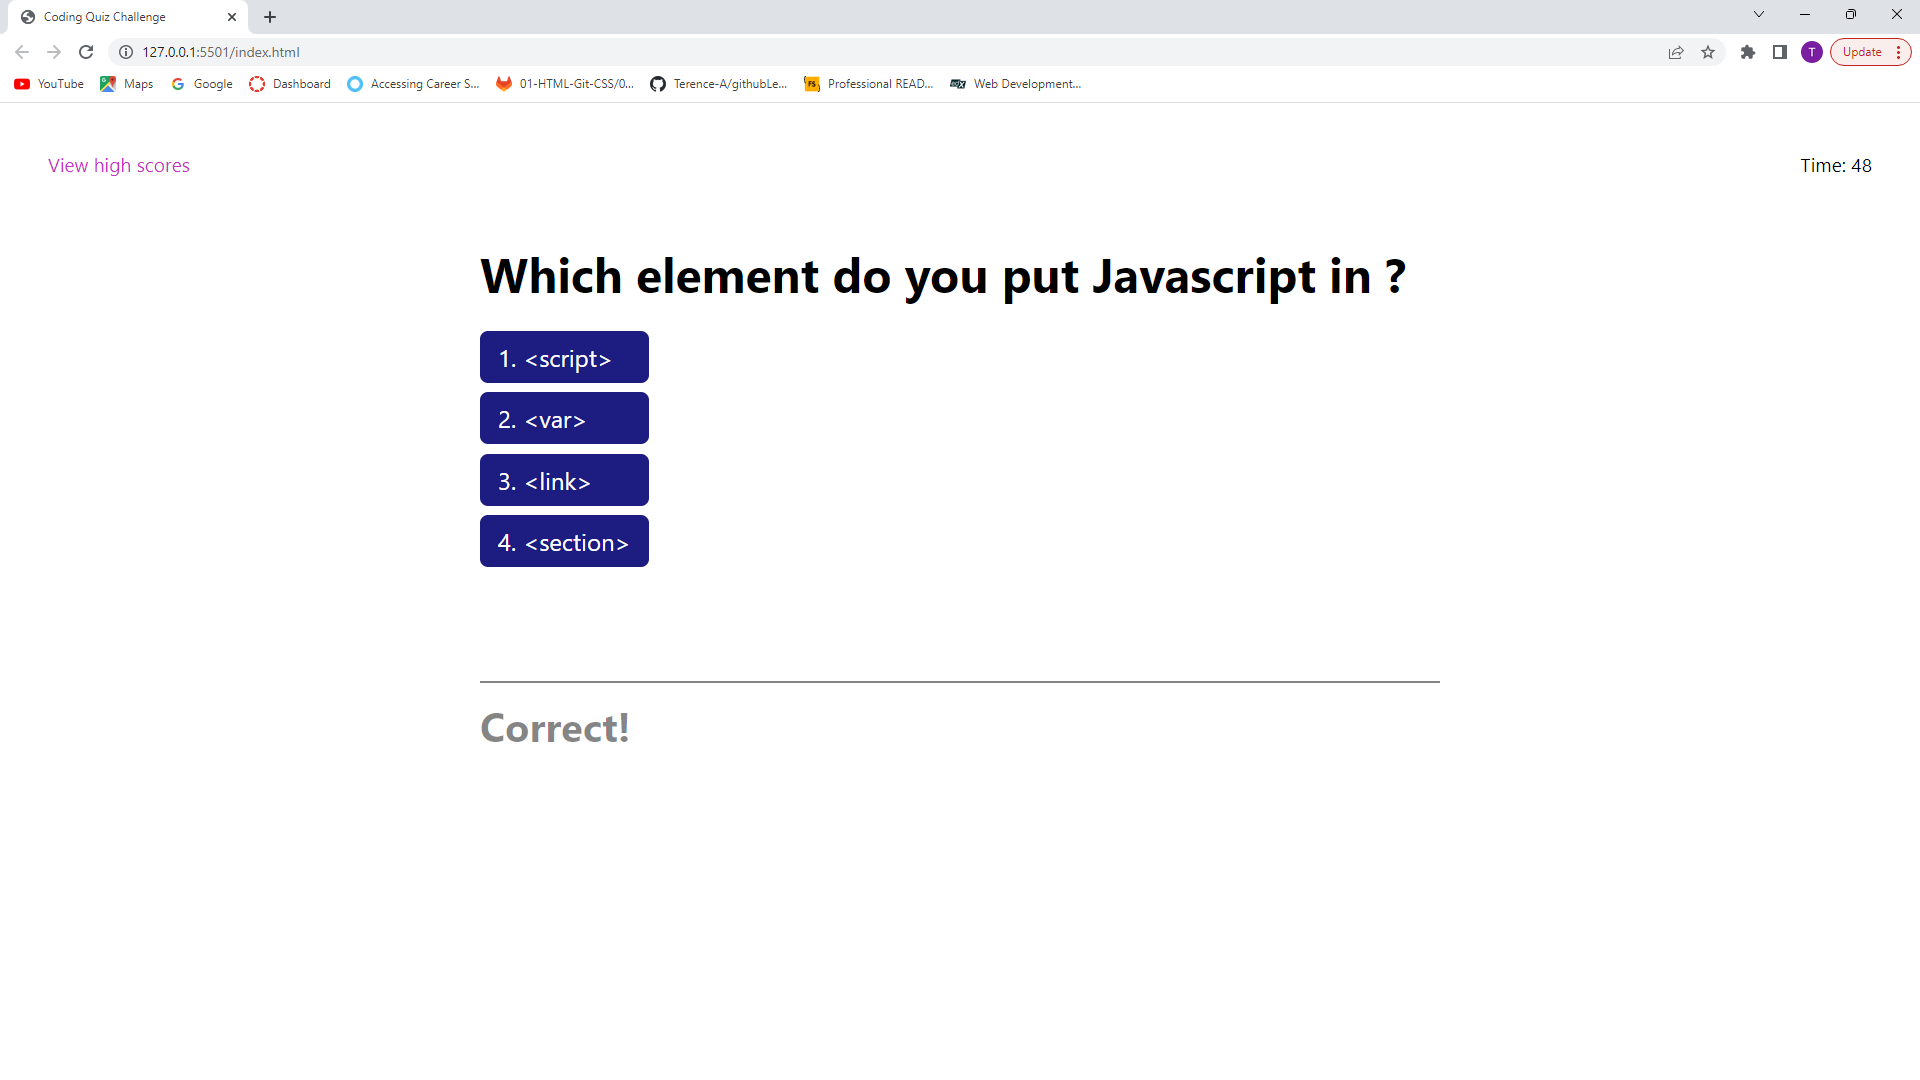 Coding Quiz Challenge
127.0.0.1:5501/index.html
T
Update
YouTube
Maps
Google
Dashboard
Accessing Career S...
01-HTML-Git-CSS/0...
Terence-A/githubLe...
Professional READ...
Web Development...
View high scores
Time: 48
Which element do you put Javascript in ?
1. <script>
2. <var>
3. <link>
4. <section>
Correct!